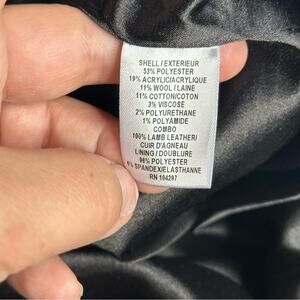 SHELL/EXTERIEUR
53% POLYESTER
19% ACRYLIC/ACRYLIQUE
11% WOOL/LAINE
11% COTTON/COTON
3% VISCOSE
2% POLYURETHANE
1% POLYAMIDE
COMBO
100% LAMB LEATHER/
CUIR D'AGNEAU
LINING/DOUBLURE
96% POLYESTER
4% SPANDEX/ELASTHANNE
RN 104297